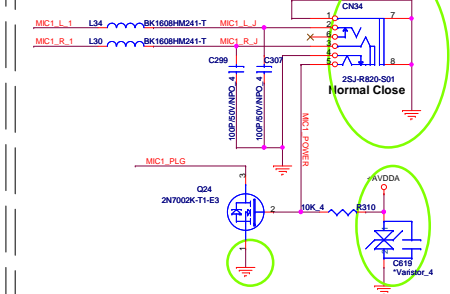 CN34
MIC1_L_1 L34 BK1608HM241-T MIC1_L_J 1 7
2
MIC1_R_1 L30 BK1608HM241-T MIC1_R_J 6
3
4
C299 C307 5 8
2SJ-R820-S01
Normal Close
100P/50V/NPO_4 100P/50V/NPO_4
MIC1_POWER
MIC1_PLG
+AVDDA
Q24 3
2N7002K-T1-E3
2 10K_4 R310
1
C619
*Varistor_4